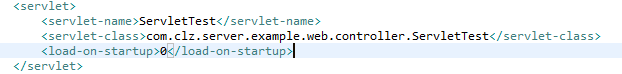 <servlet>
    <servlet-name>ServletTest</servlet-name>
    <servlet-class>com.clz.server.example.web.controller.ServletTest</servlet-class>
    <load-on-startup>0</load-on-startup>
</servlet>